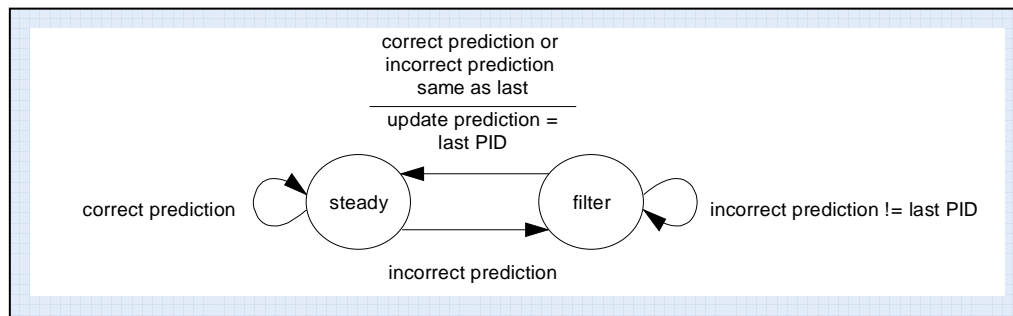 correct prediction or
incorrect prediction
same as last
update prediction =
last PID
steady
filter
correct prediction
incorrect prediction != last PID
incorrect prediction